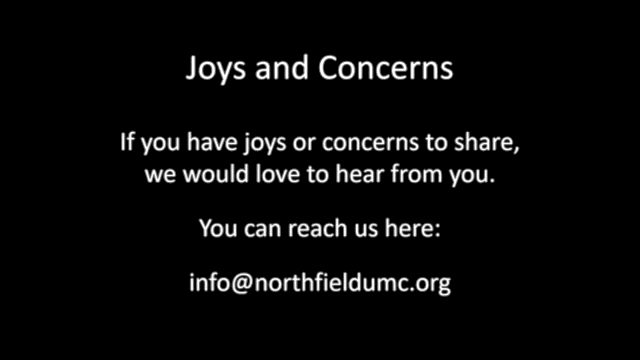 Joys and Concerns
If you have joys or concerns to share,
we would love to hear from you.
You can reach us here:
info@northfieldumc.org